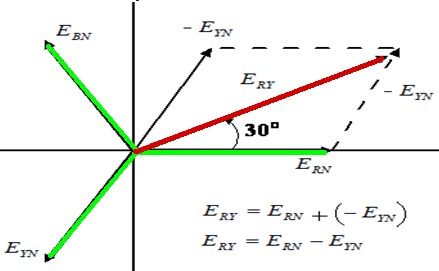 E_BN
- E_YN
E_RY
- E_YN
30°
E_RN
E_YN
E_RY = E_RN + (- E_YN)
E_RY = E_RN - E_YN